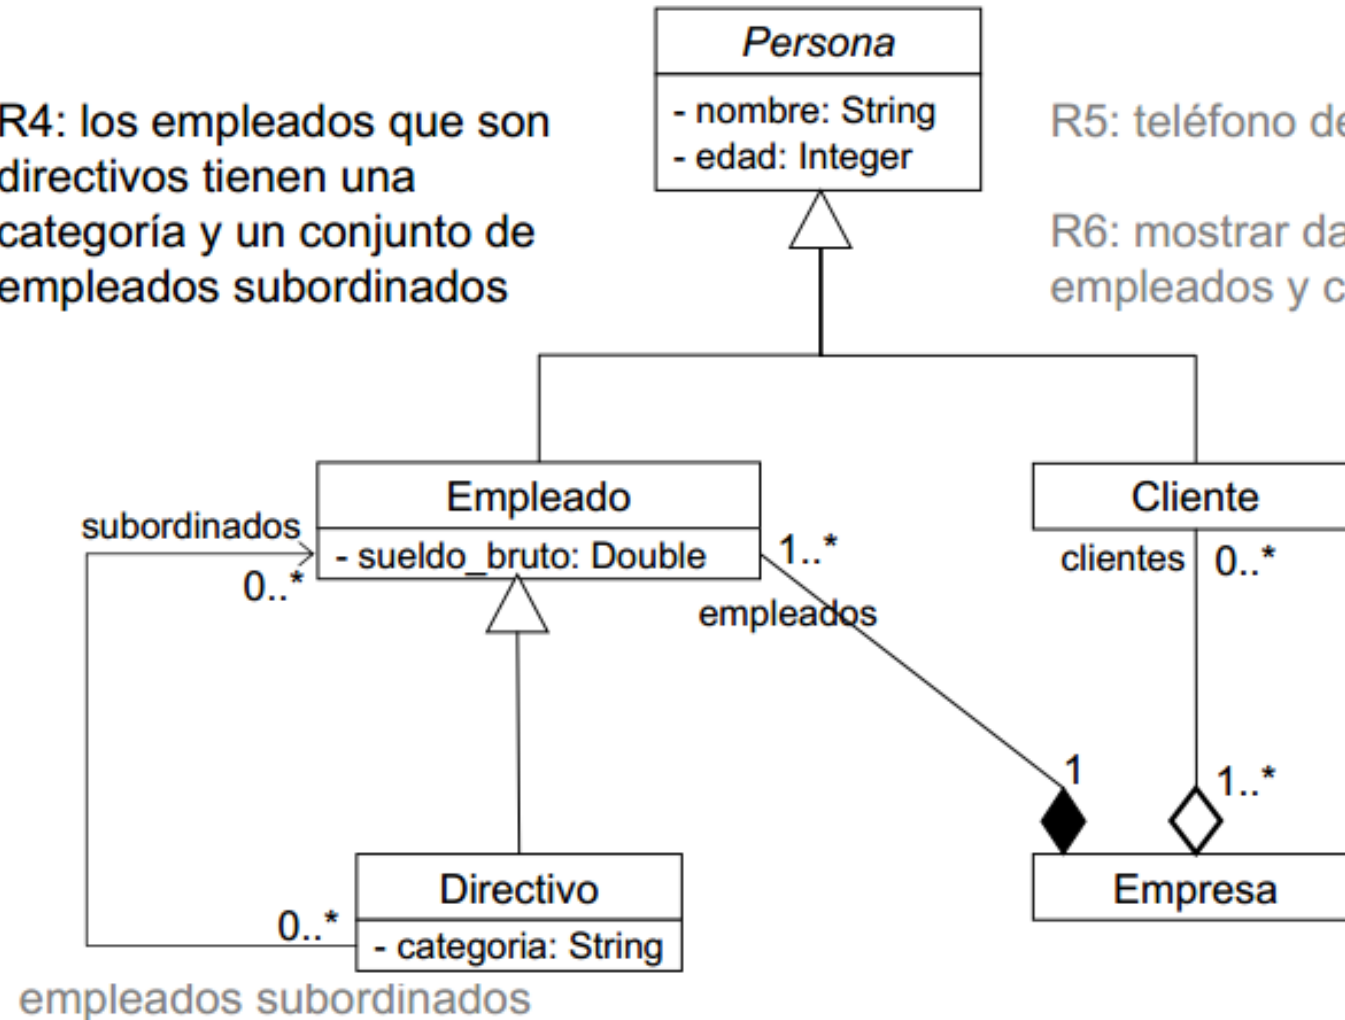 Persona
- nombre: String
- edad: Integer
R4: los empleados que son
directivos tienen una
categoría y un conjunto de
empleados subordinados
R5: teléfono de
R6: mostrar da
empleados y c
Empleado
- sueldo_bruto: Double
subordinados
0..*
1..*
empleados
Cliente
clientes
0..*
1
1..*
Empresa
Directivo
- categoria: String
0..*
empleados subordinados